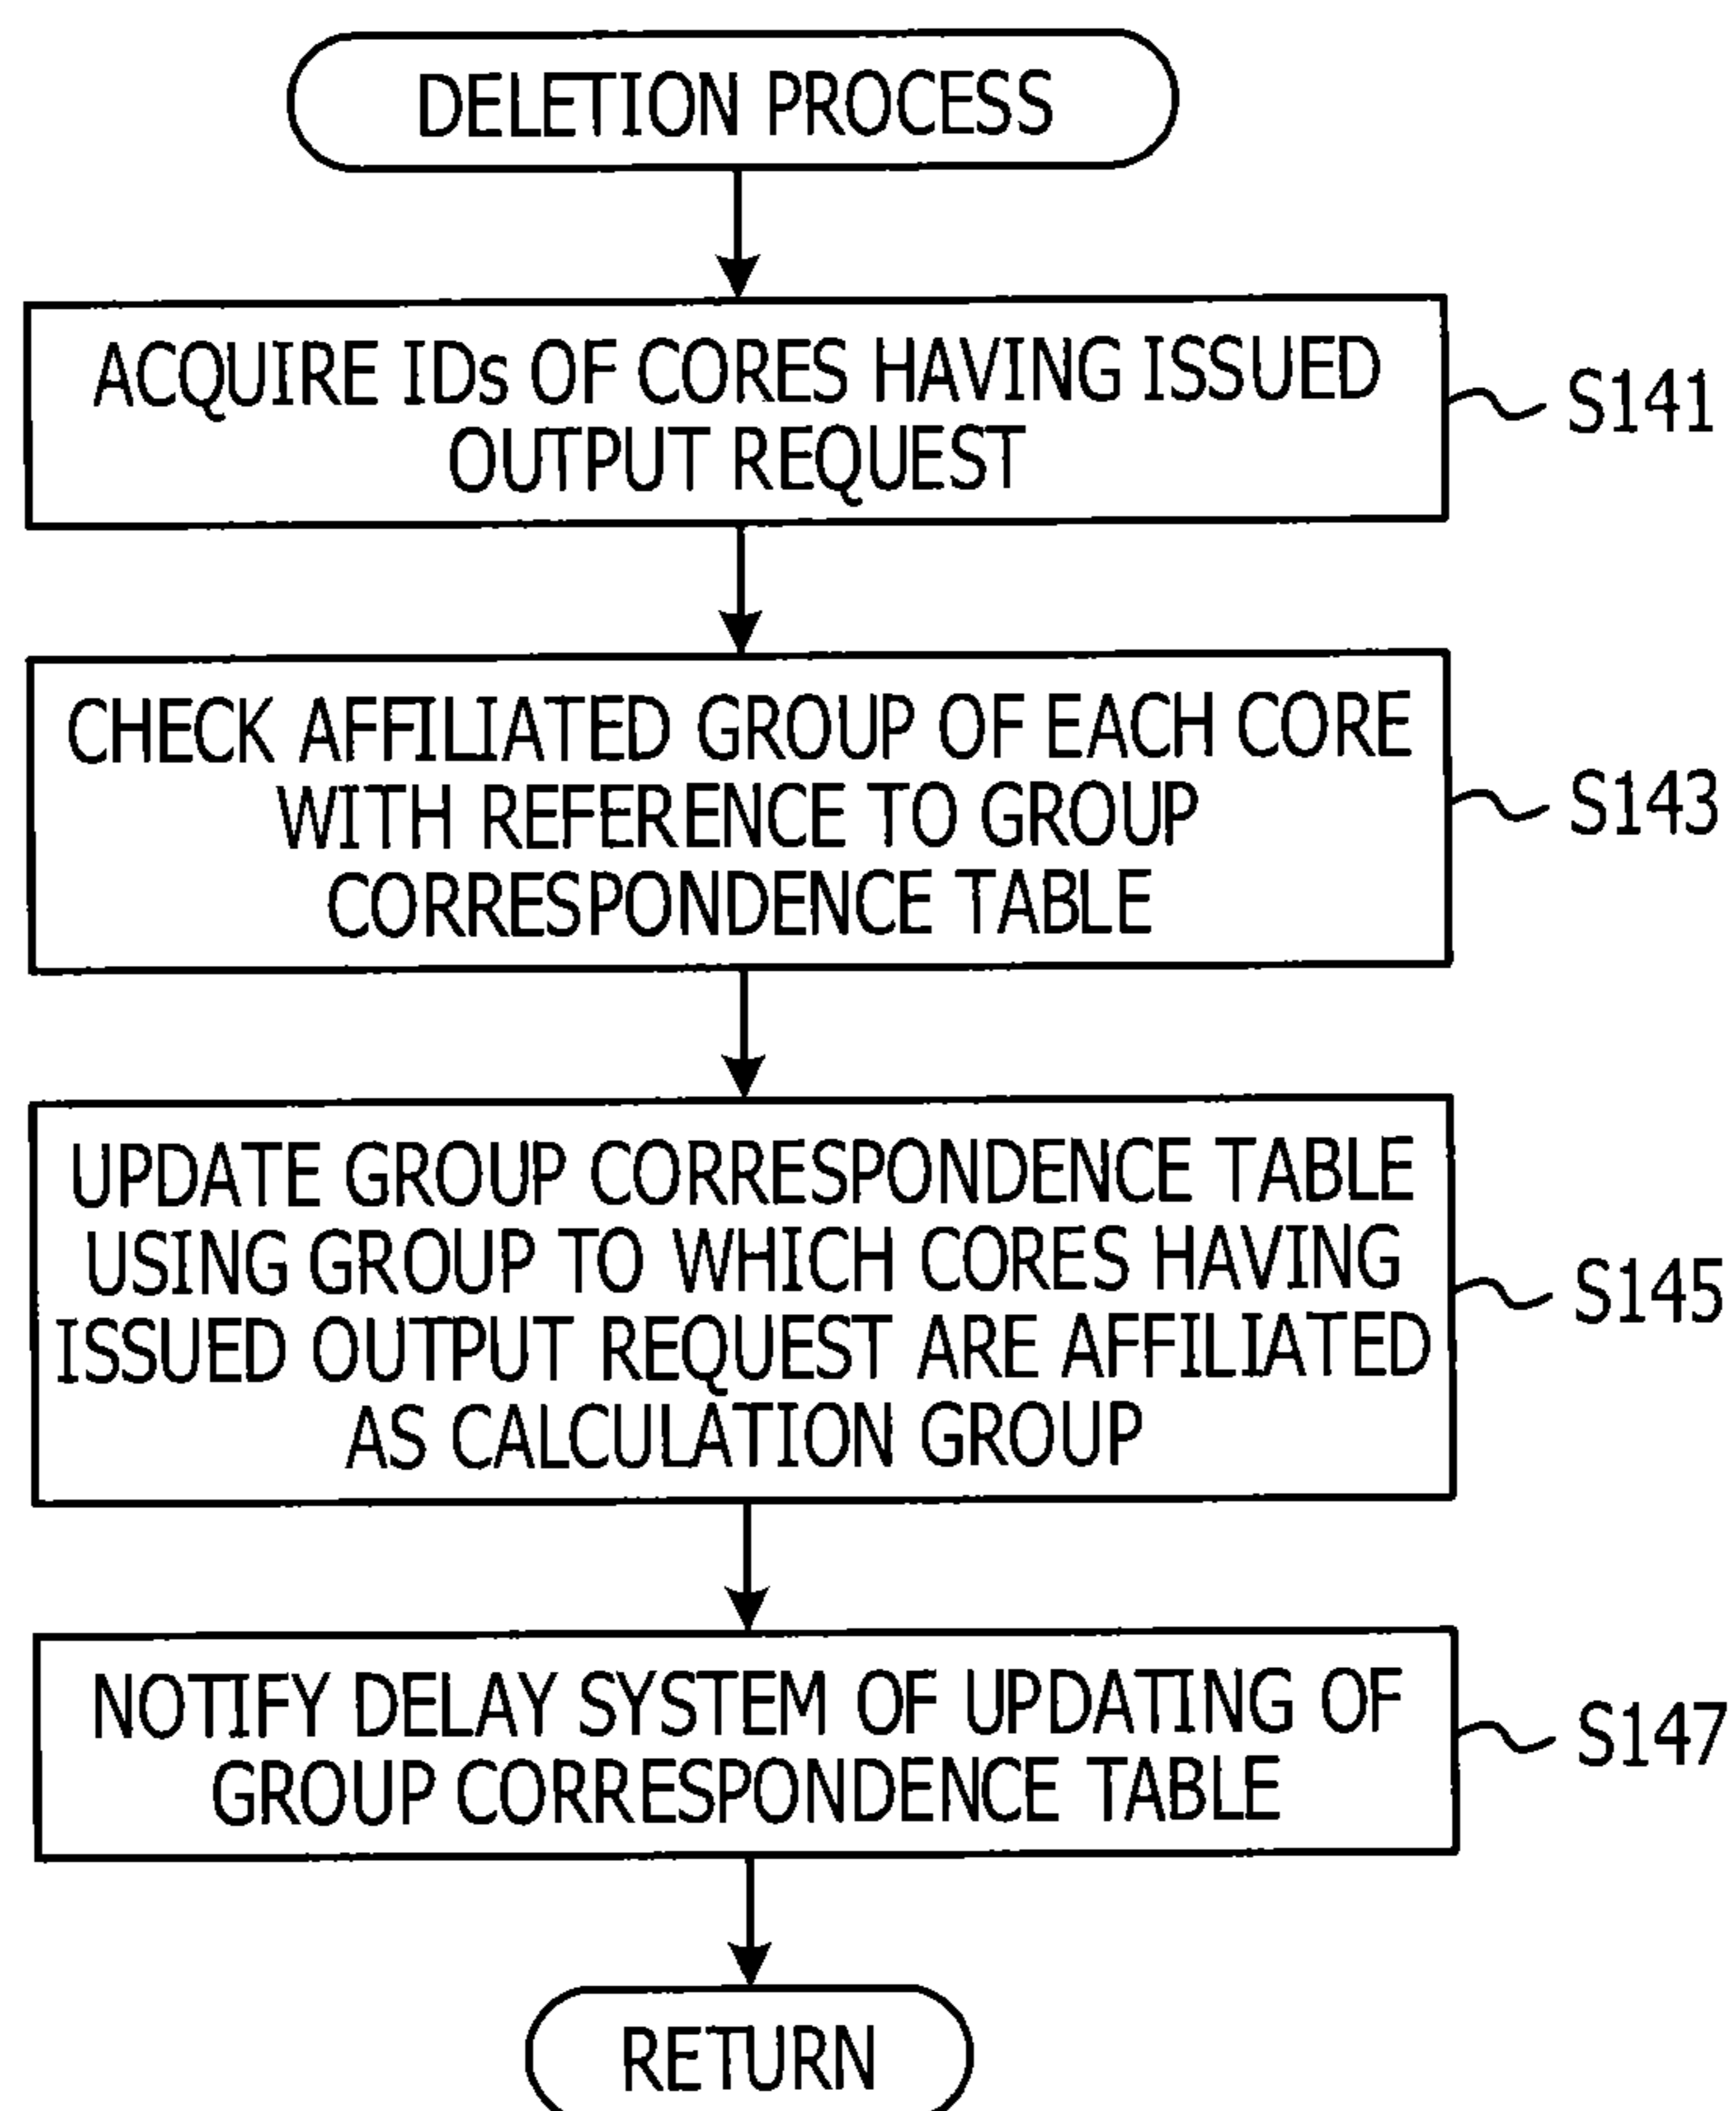 DELETION PROCESS
ACQUIRE IDs OF CORES HAVING ISSUED
OUTPUT REQUEST
S141
CHECK AFFILIATED GROUP OF EACH CORE
WITH REFERENCE TO GROUP
CORRESPONDENCE TABLE
S143
UPDATE GROUP CORRESPONDENCE TABLE
USING GROUP TO WHICH CORES HAVING
ISSUED OUTPUT REQUEST ARE AFFILIATED
AS CALCULATION GROUP
S145
NOTIFY DELAY SYSTEM OF UPDATING OF
GROUP CORRESPONDENCE TABLE
S147
RETURN